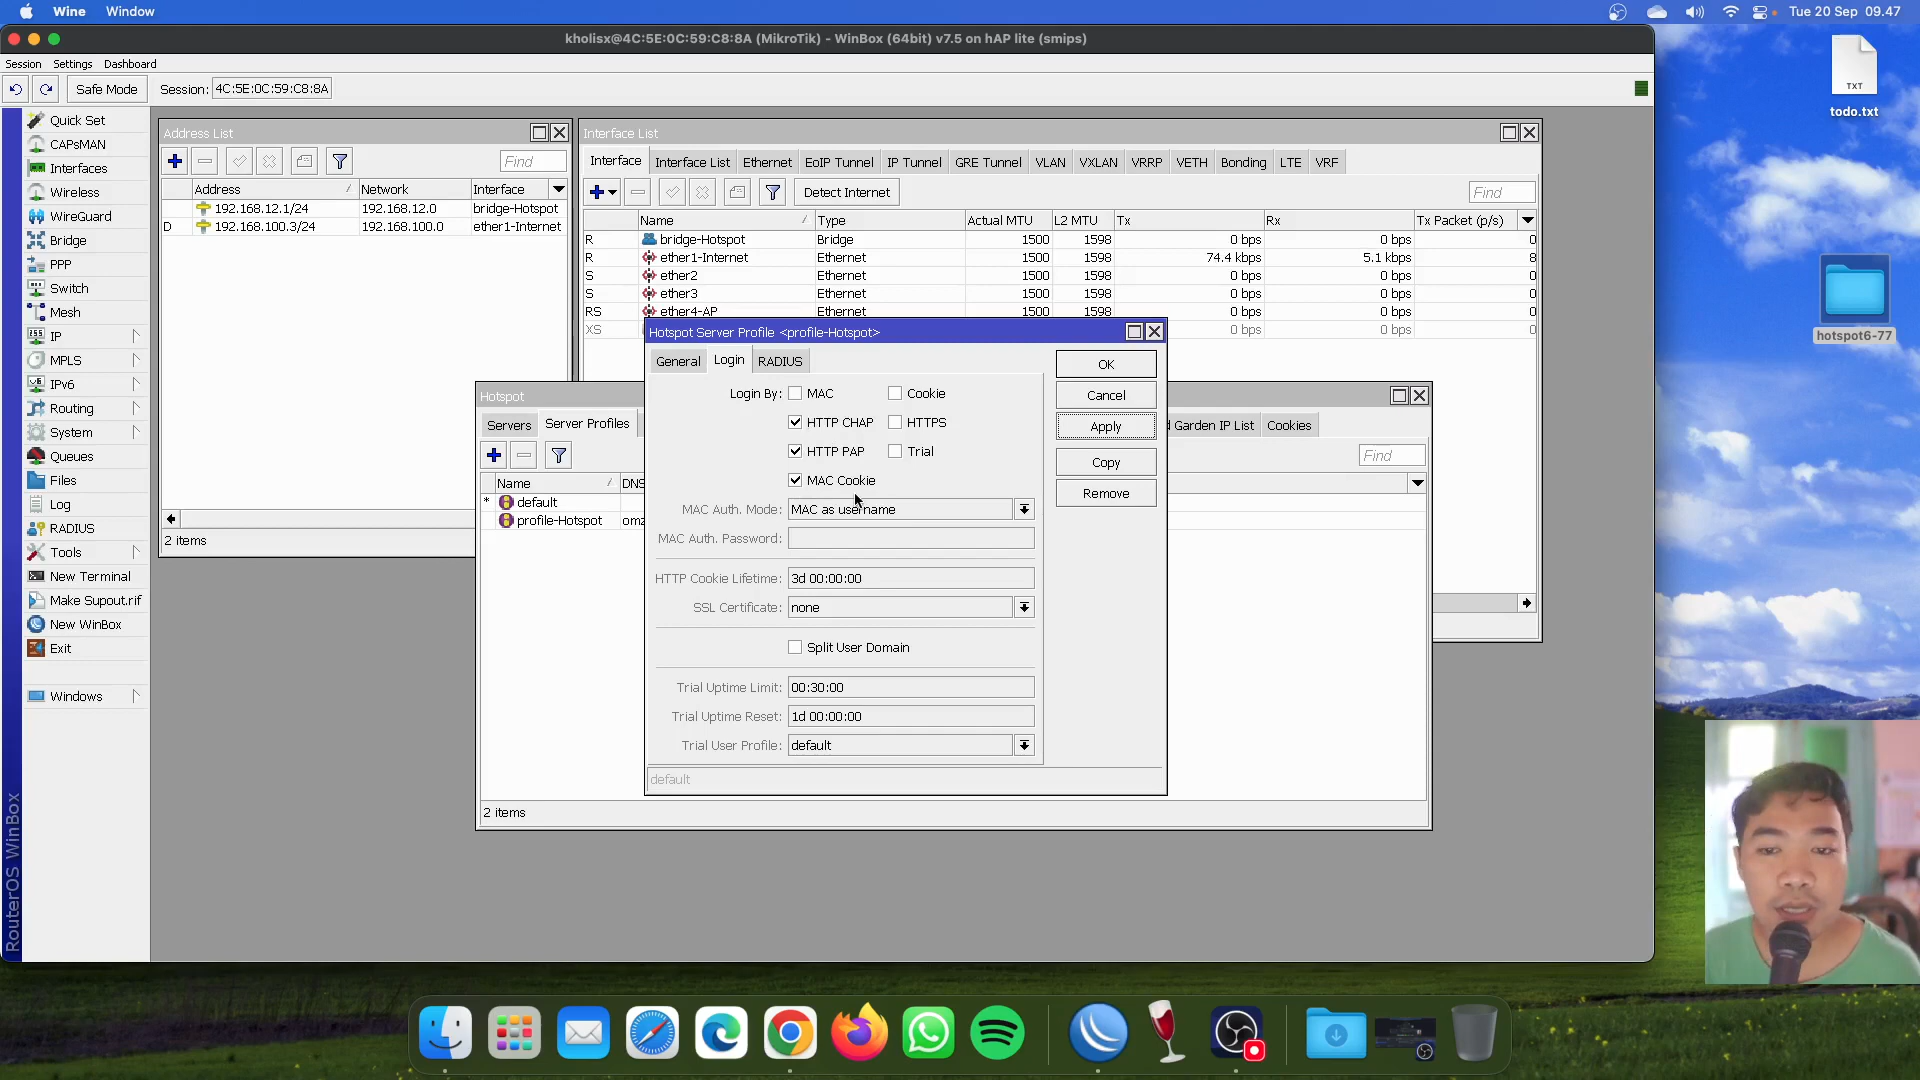 Wine Window
Tue 20 Sep 09.47
kholisx@4C:5E:0C:59:C8:8A (MikroTik) - WinBox (64bit) v7.5 on hAP lite (smips)
Session Settings Dashboard
Safe Mode Session: 4C:5E:0C:59:C8:8A
Quick Set
CAPsMAN
Interfaces
Wireless
WireGuard
Bridge
PPP
Switch
Mesh
IP
MPLS
IPv6
Routing
System
Queues
Files
Log
RADIUS
Tools
New Terminal
Make Supout.rif
New WinBox
Exit
Windows
RouterOS WinBox
Address List
Find
Address Network Interface
192.168.12.1/24 192.168.12.0 bridge-Hotspot
D 192.168.100.3/24 192.168.100.0 ether1-Internet
2 items
Interface List
Interface Interface List Ethernet EoIP Tunnel IP Tunnel GRE Tunnel VLAN VXLAN VRRP VETH Bonding LTE VRF
Detect Internet
Find
Name Type Actual MTU L2 MTU Tx Rx Tx Packet (p/s)
R bridge-Hotspot Bridge 1500 1598 0 bps 0 bps 0
R ether1-Internet Ethernet 1500 1598 74.4 kbps 5.1 kbps 8
S ether2 Ethernet 1500 1598 0 bps 0 bps 0
S ether3 Ethernet 1500 1598 0 bps 0 bps 0
RS ether4-AP Ethernet 1500 1598 0 bps 0 bps 0
XS 0 bps 0 bps 0
Hotspot
Servers Server Profiles d Garden IP List Cookies
Find
Name DNS
* default
profile-Hotspot
2 items
Hotspot Server Profile <profile-Hotspot>
General Login RADIUS
Login By: MAC Cookie
HTTP CHAP HTTPS
HTTP PAP Trial
MAC Cookie
MAC Auth. Mode: MAC as username
MAC Auth. Password:
HTTP Cookie Lifetime: 3d 00:00:00
SSL Certificate: none
Split User Domain
Trial Uptime Limit: 00:30:00
Trial Uptime Reset: 1d 00:00:00
Trial User Profile: default
default
OK
Cancel
Apply
Copy
Remove
TXT
todo.txt
hotspot6-77